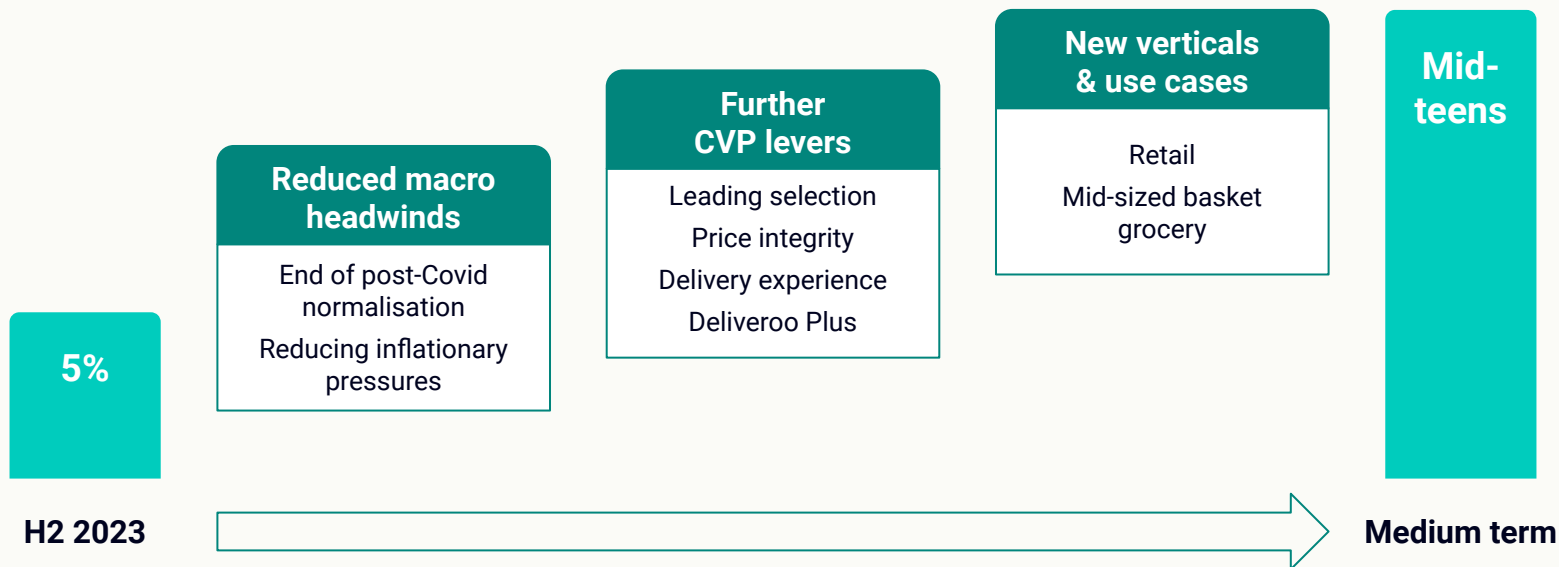 5%
H2 2023
Reduced macro
headwinds
End of post-Covid
normalisation
Reducing inflationary
pressures
Further
CVP levers
Leading selection
Price integrity
Delivery experience
Deliveroo Plus
New verticals
& use cases
Retail
Mid-sized basket
grocery
Mid-
teens
Medium term